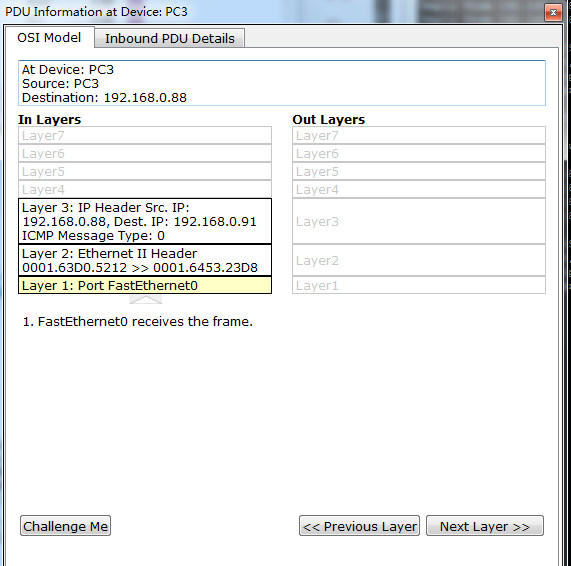 PDU Information at Device: PC3
OSI Model
Inbound PDU Details
At Device: PC3
Source: PC3
Destination: 192.168.0.88
In Layers
Out Layers
Layer7
Layer7
Layer6
Layer6
Layer5
Layer5
Layer4
Layer4
Layer 3: IP Header Src. IP:
192.168.0.88, Dest. IP: 192.168.0.91
ICMP Message Type: 0
Layer3
Layer 2: Ethernet II Header
0001.63D0.5212 >> 0001.6453.23D8
Layer2
Layer 1: Port FastEthernet0
Layer1
1. FastEthernet0 receives the frame.
Challenge Me
<< Previous Layer
Next Layer >>